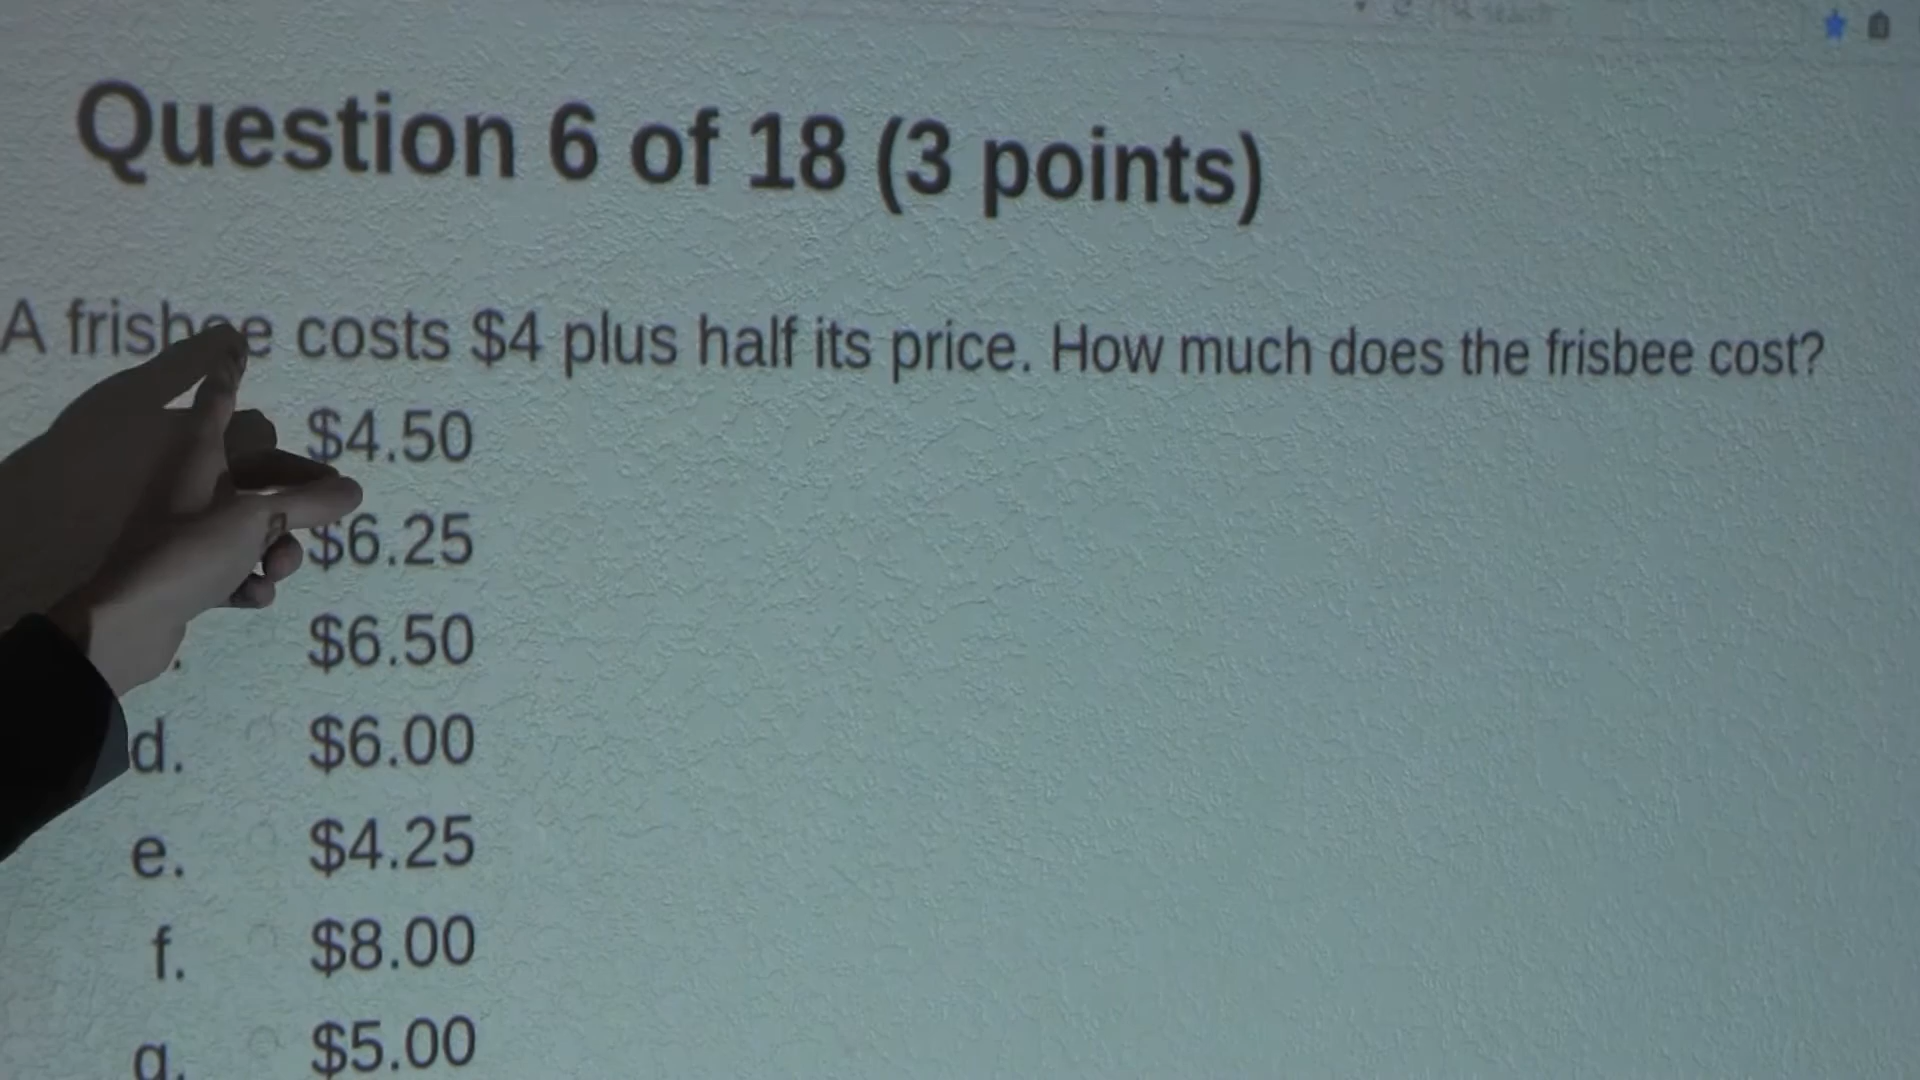 Question 6 of 18 (3 points)
A frisbee costs $4 plus half its price. How much does the frisbee cost?
$4.50
$6.25
$6.50
d. $6.00
e. $4.25
f. $8.00
g. $5.00